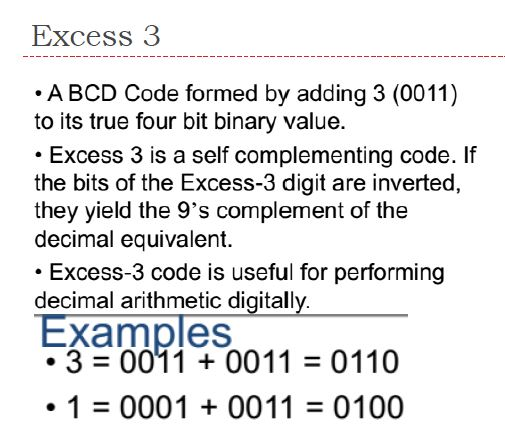 Excess 3
• A BCD Code formed by adding 3 (0011)
to its true four bit binary value.
• Excess 3 is a self complementing code. If
the bits of the Excess-3 digit are inverted,
they yield the 9’s complement of the
decimal equivalent.
• Excess-3 code is useful for performing
decimal arithmetic digitally.
Examples
• 3 = 0011 + 0011 = 0110
• 1 = 0001 + 0011 = 0100